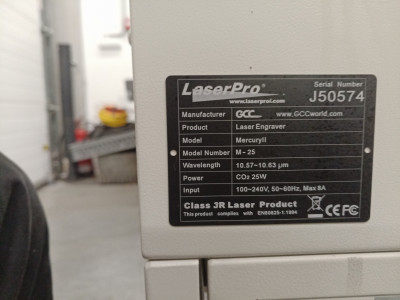 LaserPro®
www.laserpro1.com
Serial Number
J50574
Manufacturer GCC www.GCCworld.com
Product Laser Engraver
Model MercuryII
Model Number M - 25
Wavelength 10.57~10.63 µm
Power CO2 25W
Input 100~240V, 50~60Hz, Max 8A
Class 3R Laser Product
This product complies with EN60825-1:1994
CE FC